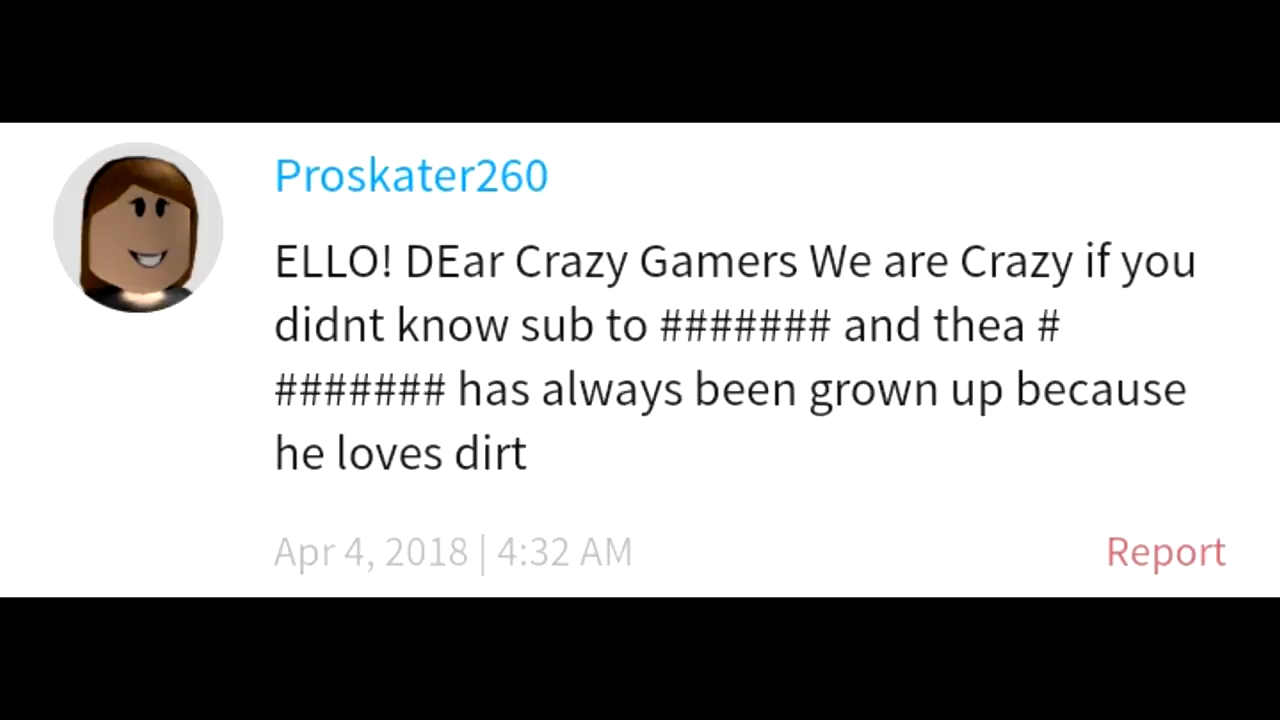 Proskater260
ELLO! DEar Crazy Gamers We are Crazy if you
didnt know sub to ####### and thea #
####### has always been grown up because
he loves dirt
Apr 4, 2018 | 4:32 AM
Report